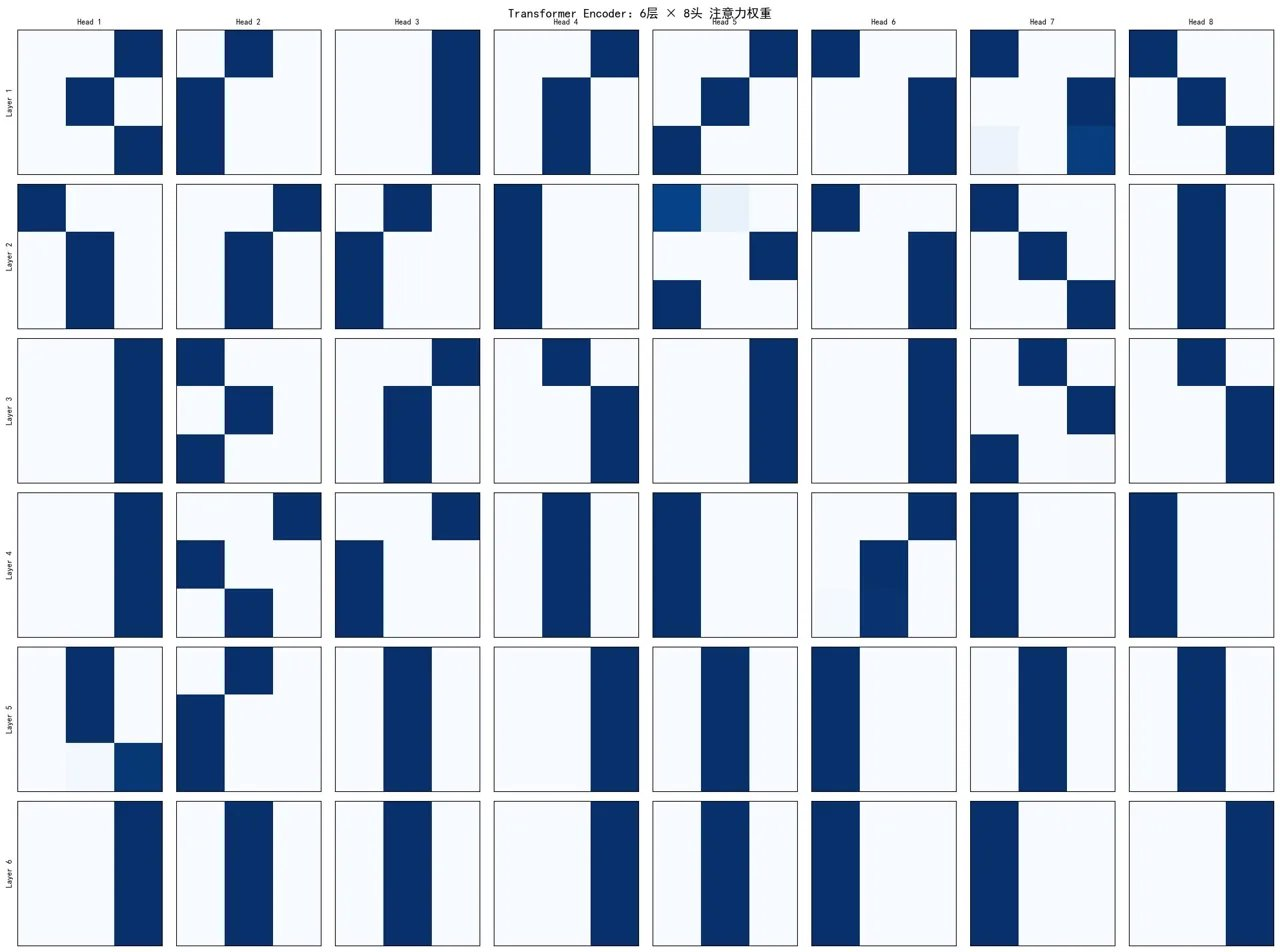 Transformer Encoder: 6层 × 8头 注意力权重
Head 1 Head 2 Head 3 Head 4 Head 5 Head 6 Head 7 Head 8
Layer 1
Layer 2
Layer 3
Layer 4
Layer 5
Layer 6